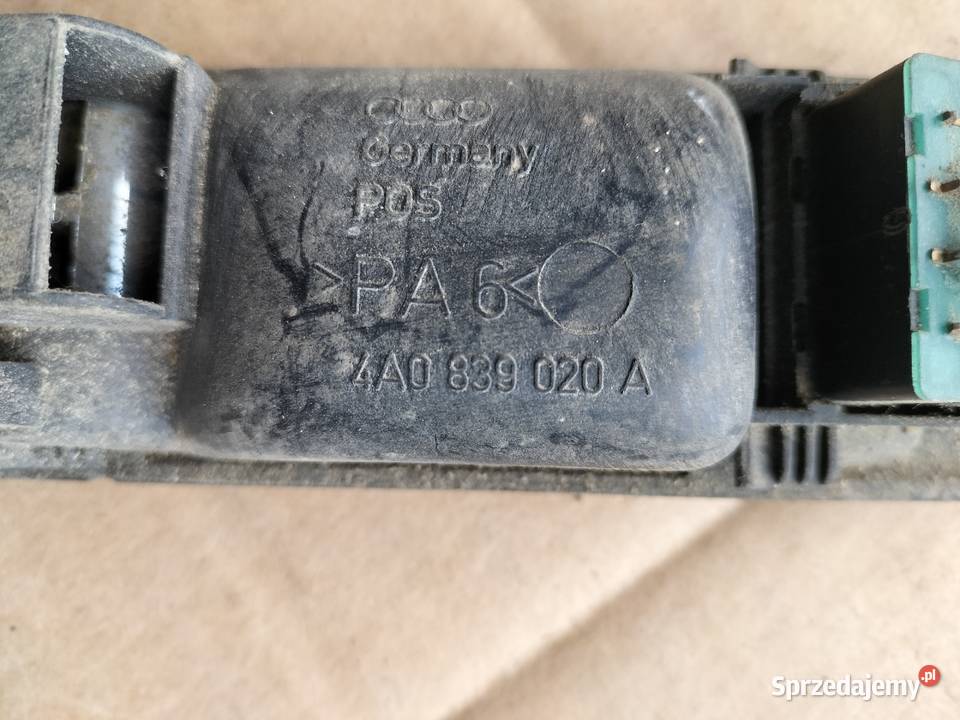 Germany
POS
>PA 6<
4A0 839 020 A
Sprzedajemy.pl